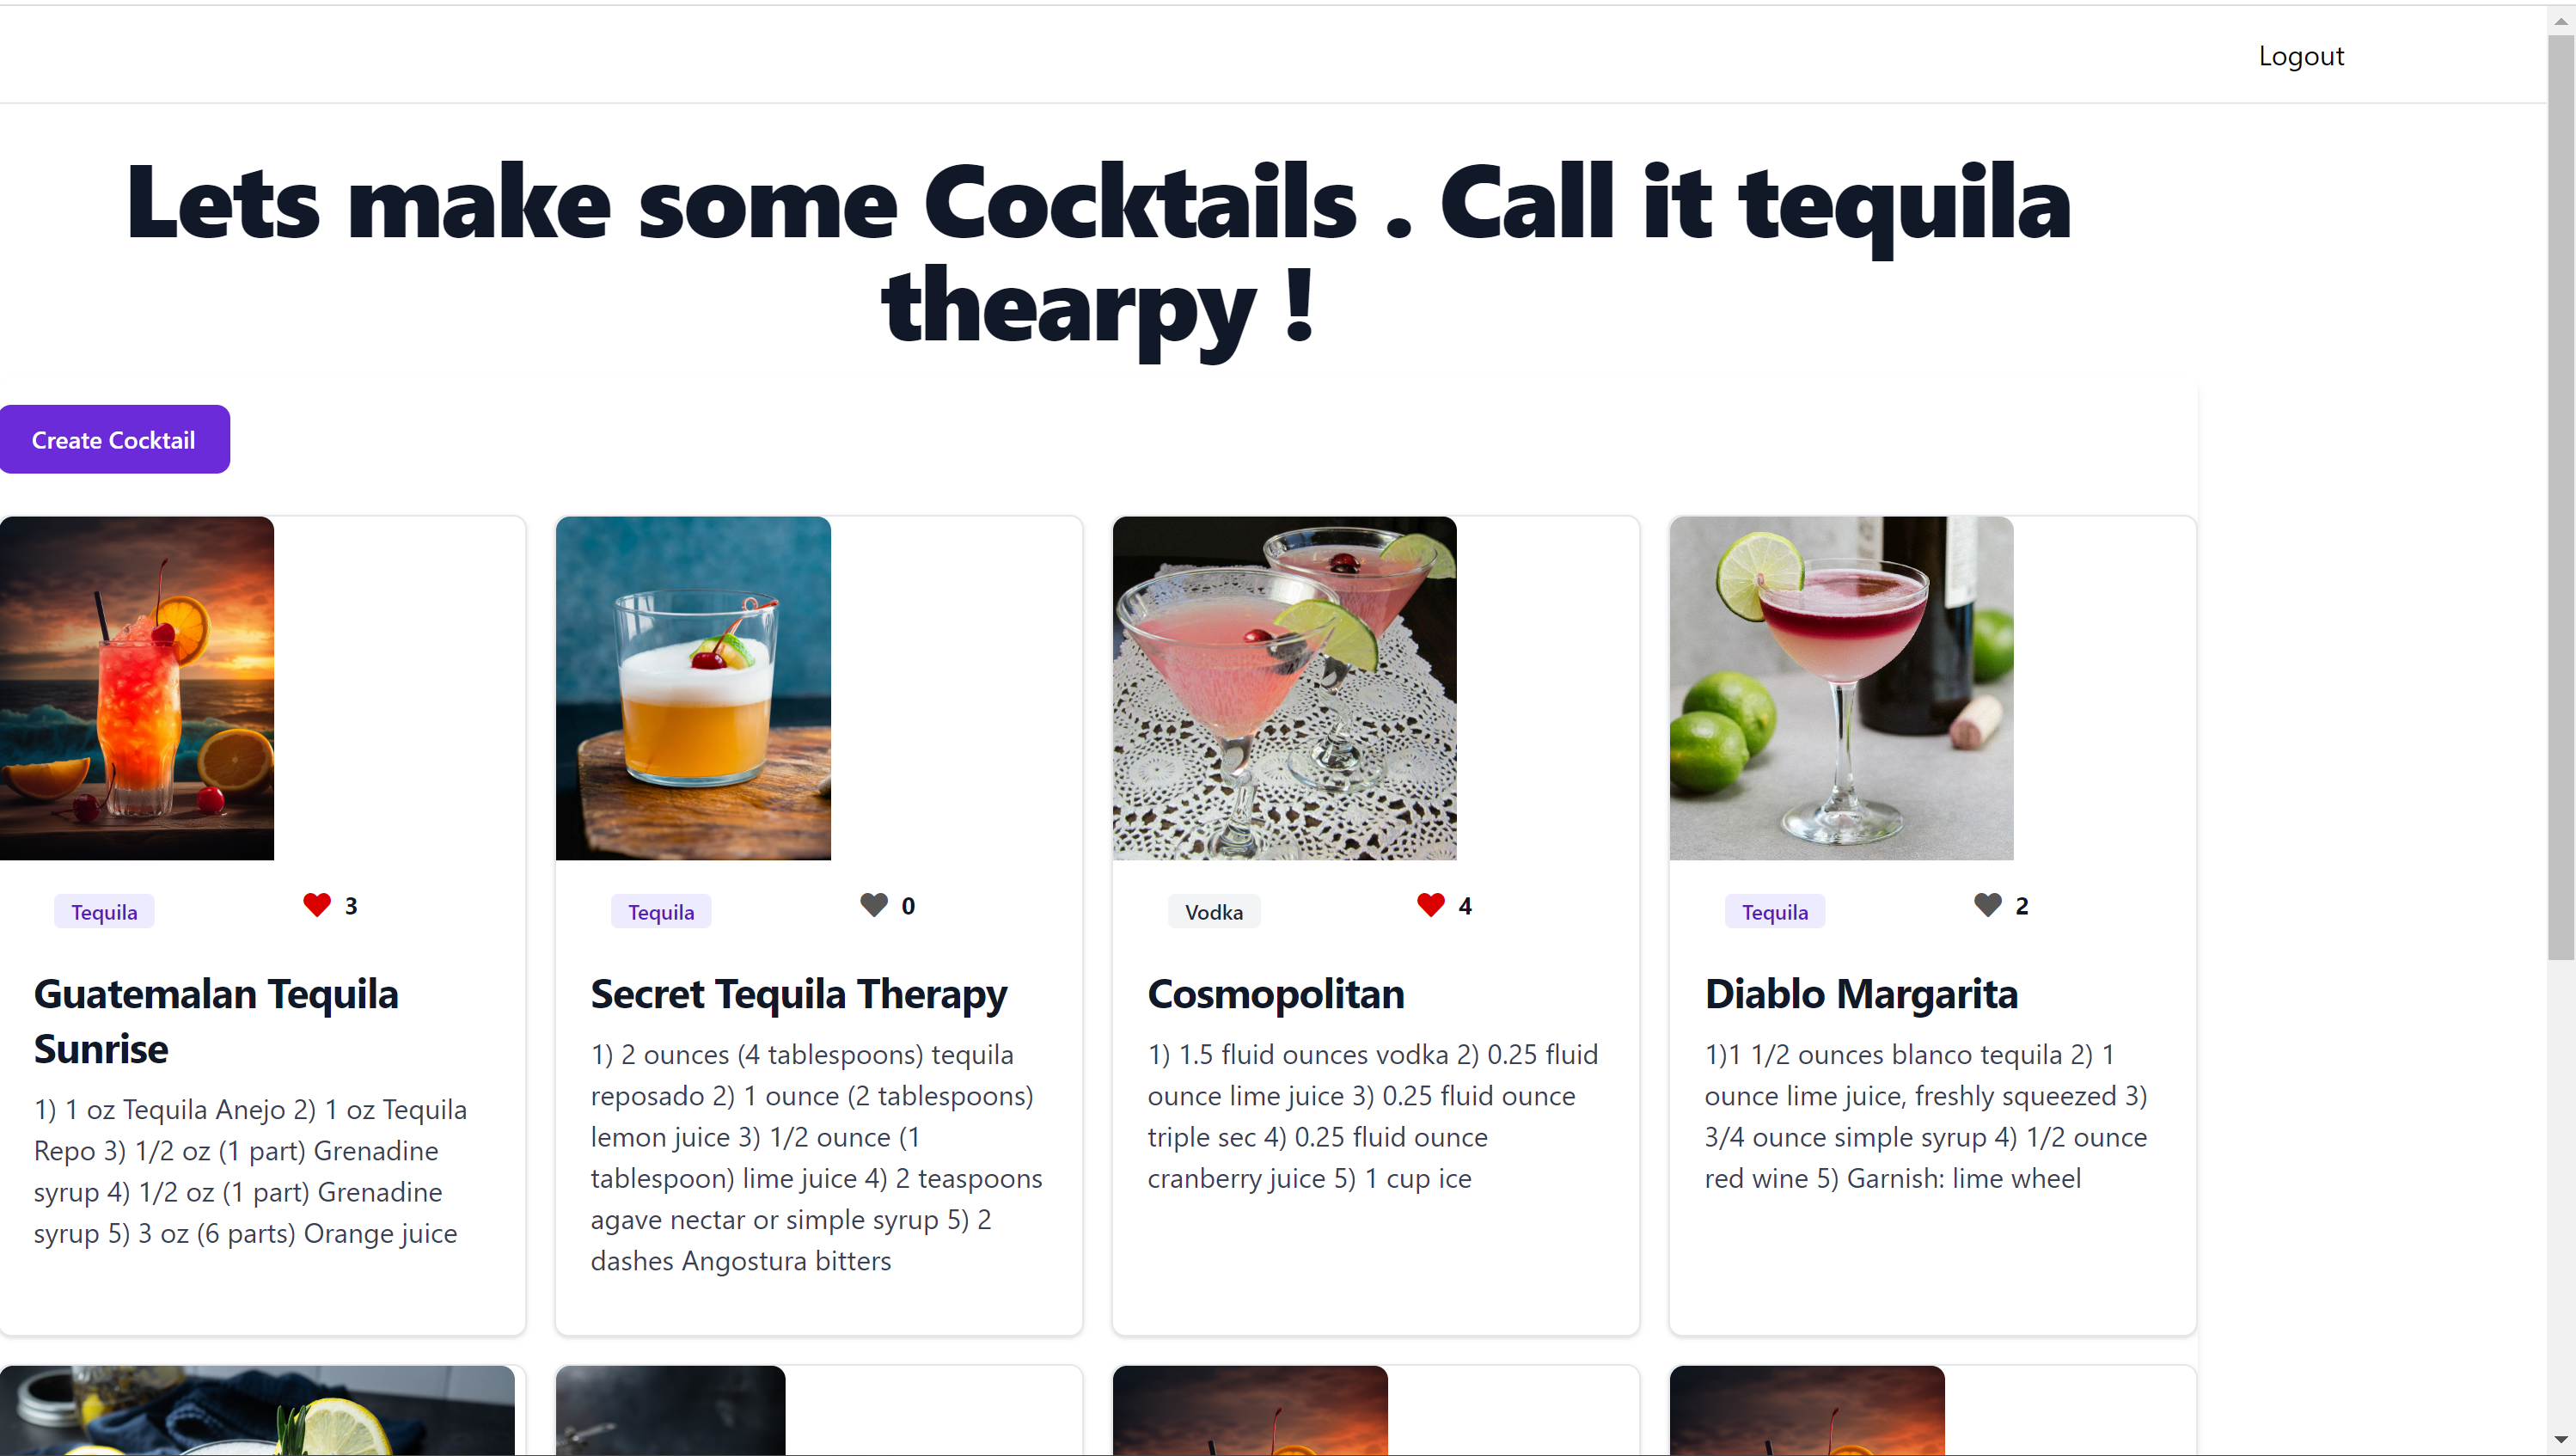 Logout
Lets make some Cocktails . Call it tequila
thearpy !
Create Cocktail
Tequila
3
Guatemalan Tequila
Sunrise
1) 1 oz Tequila Anejo 2) 1 oz Tequila
Repo 3) 1/2 oz (1 part) Grenadine
syrup 4) 1/2 oz (1 part) Grenadine
syrup 5) 3 oz (6 parts) Orange juice
Tequila
0
Secret Tequila Therapy
1) 2 ounces (4 tablespoons) tequila
reposado 2) 1 ounce (2 tablespoons)
lemon juice 3) 1/2 ounce (1
tablespoon) lime juice 4) 2 teaspoons
agave nectar or simple syrup 5) 2
dashes Angostura bitters
Vodka
4
Cosmopolitan
1) 1.5 fluid ounces vodka 2) 0.25 fluid
ounce lime juice 3) 0.25 fluid ounce
triple sec 4) 0.25 fluid ounce
cranberry juice 5) 1 cup ice
Tequila
2
Diablo Margarita
1)1 1/2 ounces blanco tequila 2) 1
ounce lime juice, freshly squeezed 3)
3/4 ounce simple syrup 4) 1/2 ounce
red wine 5) Garnish: lime wheel